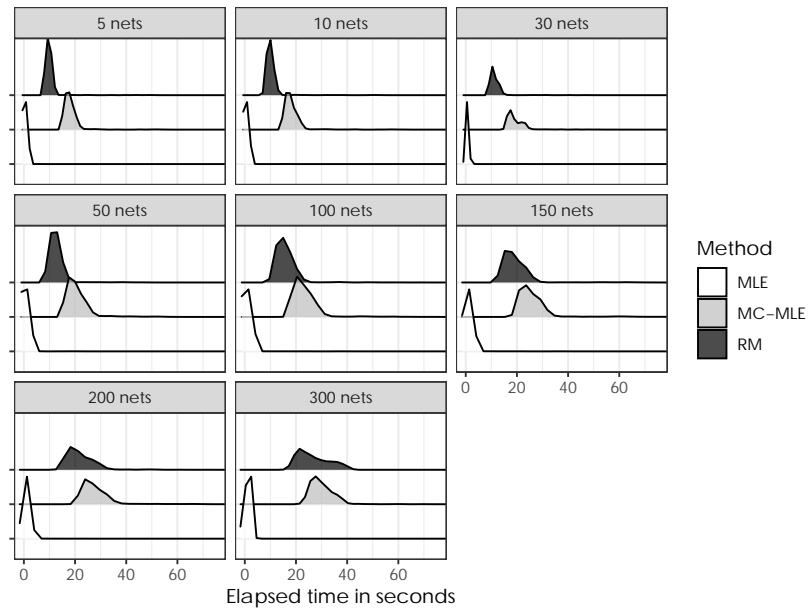 5 nets
10 nets
30 nets
50 nets
100 nets
150 nets
Method
MLE
MC−MLE
RM
0 20 40 60
200 nets
300 nets
0 20 40 60
0 20 40 60
Elapsed time in seconds